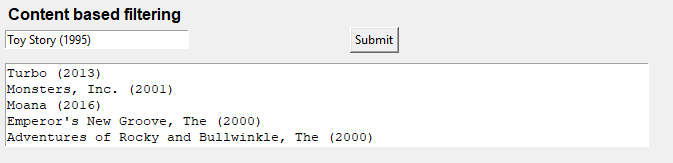 Content based filtering
Toy Story (1995)
Submit
Turbo (2013)
Monsters, Inc. (2001)
Moana (2016)
Emperor's New Groove, The (2000)
Adventures of Rocky and Bullwinkle, The (2000)